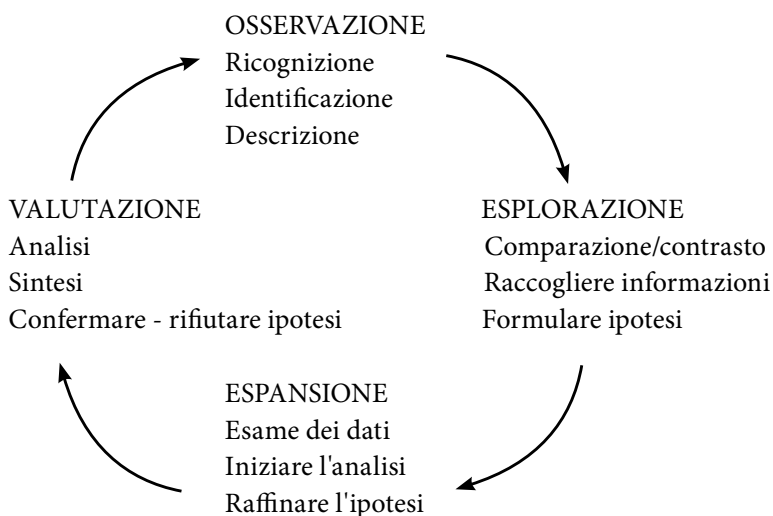 OSSERVAZIONE
Ricognizione
Identificazione
Descrizione
VALUTAZIONE
Analisi
Sintesi
Confermare - rifiutare ipotesi
ESPLORAZIONE
Comparazione/contrasto
Raccogliere informazioni
Formulare ipotesi
ESPANSIONE
Esame dei dati
Iniziare l'analisi
Raffinare l'ipotesi